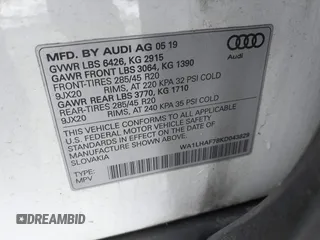 MFD. BY AUDI AG 05 19
GVWR LBS 6426, KG 2915
GAWR FRONT LBS 3064, KG 1390
FRONT-TIRES 285/45 R20
9JX20 RIMS, AT 220 KPA 32 PSI COLD
GAWR REAR LBS 3770, KG 1710
REAR-TIRES 285/45 R20
9JX20 RIMS, AT 240 KPA 35 PSI COLD
THIS VEHICLE CONFORMS TO ALL APPLICABLE
U.S. FEDERAL MOTOR VEHICLE SAFETY STANDARDS IN
EFFECT ON THE DATE OF MANUFACTURE SHOWN ABOVE.
SLOVAKIA
TYPE:
MPV
Audi
DREAMBID